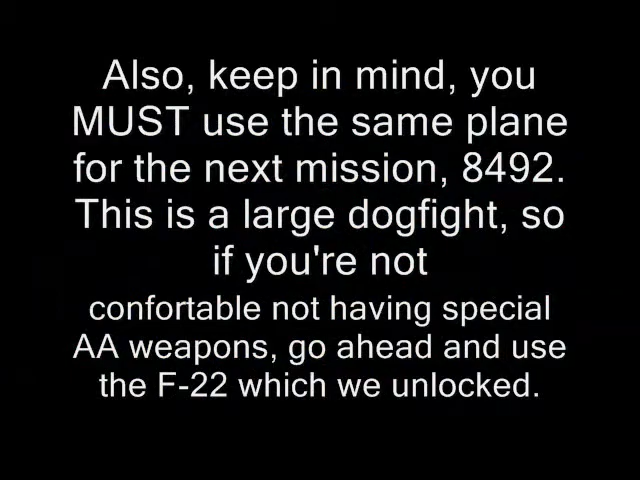 Also, keep in mind, you
MUST use the same plane
for the next mission, 8492.
This is a large dogfight, so
if you're not
confortable not having special
AA weapons, go ahead and use
the F-22 which we unlocked.